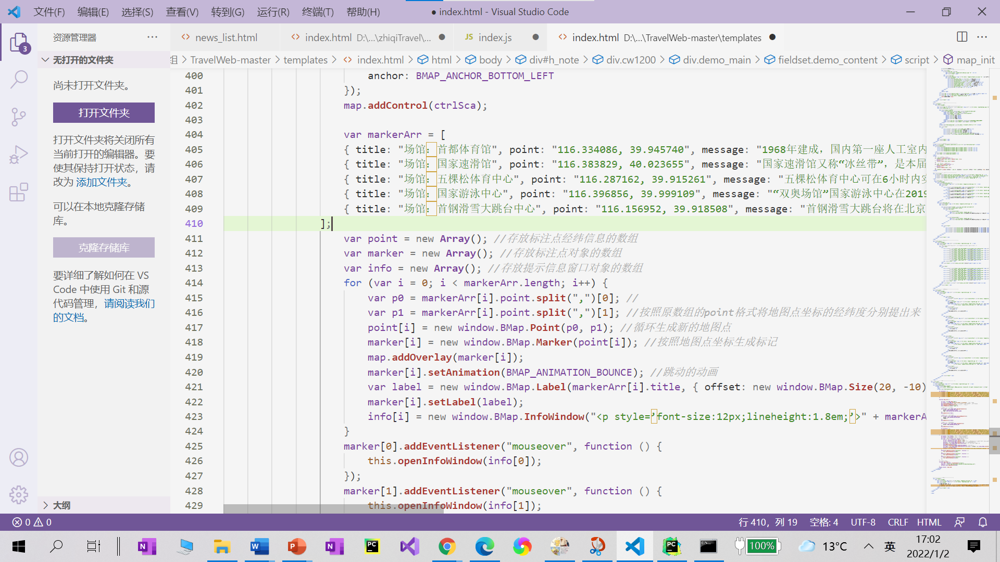 文件(F) 编辑(E) 选择(S) 查看(V) 转到(G) 运行(R) 终端(T) 帮助(H) ● index.html - Visual Studio Code
资源管理器 ··· news_list.html index.html D:\...\zhiqiTravel\... JS index.js index.html D:\...\TravelWeb-master\templates
3
无打开的文件夹
组 > TravelWeb-master > templates > index.html > html > body > div#h_note > div.cw1200 > div.demo_main > fieldset.demo_content > script > map_init
尚未打开文件夹。
打开文件夹
打开文件夹将关闭所有
当前打开的编辑器。要
使其保持打开状态，请
改为 添加文件夹。
可以在本地克隆存储
库。
克隆存储库
要详细了解如何在 VS
Code 中使用 Git 和源
代码管理，请阅读我们
的文档。
大纲
400 anchor: BMAP_ANCHOR_BOTTOM_LEFT
401 });
402 map.addControl(ctrlSca);
403
404 var markerArr = [
405 { title: "场馆：首都体育馆", point: "116.334086, 39.945740", message: "1968年建成，国内第一座人工室内
406 { title: "场馆：国家速滑馆", point: "116.383829, 40.023655", message: "国家速滑馆又称“冰丝带”，是本届
407 { title: "场馆：五棵松体育中心", point: "116.287162, 39.915261", message: "五棵松体育中心可在6小时内实
408 { title: "场馆：国家游泳中心", point: "116.396856, 39.999109", message: "“双奥场馆”国家游泳中心在2019
409 { title: "场馆：首钢滑雪大跳台中心", point: "116.156952, 39.918508", message: "首钢滑雪大跳台将在北京
410 ];
411 var point = new Array(); //存放标注点经纬信息的数组
412 var marker = new Array(); //存放标注点对象的数组
413 var info = new Array(); //存放提示信息窗口对象的数组
414 for (var i = 0; i < markerArr.length; i++) {
415 var p0 = markerArr[i].point.split(",")[0]; //
416 var p1 = markerArr[i].point.split(",")[1]; //按照原数组的point格式将地图点坐标的经纬度分别提出来
417 point[i] = new window.BMap.Point(p0, p1); //循环生成新的地图点
418 marker[i] = new window.BMap.Marker(point[i]); //按照地图点坐标生成标记
419 map.addOverlay(marker[i]);
420 marker[i].setAnimation(BMAP_ANIMATION_BOUNCE); //跳动的动画
421 var label = new window.BMap.Label(markerArr[i].title, { offset: new window.BMap.Size(20, -10)
422 marker[i].setLabel(label);
423 info[i] = new window.BMap.InfoWindow("<p style=’font-size:12px;lineheight:1.8em;’>" + markerA
424 }
425 marker[0].addEventListener("mouseover", function () {
426 this.openInfoWindow(info[0]);
427 });
428 marker[1].addEventListener("mouseover", function () {
429 this.openInfoWindow(info[1]);
0 0 行 410，列 19 空格: 4 UTF-8 CRLF HTML
100% 13°C 英 17:02
2022/1/2